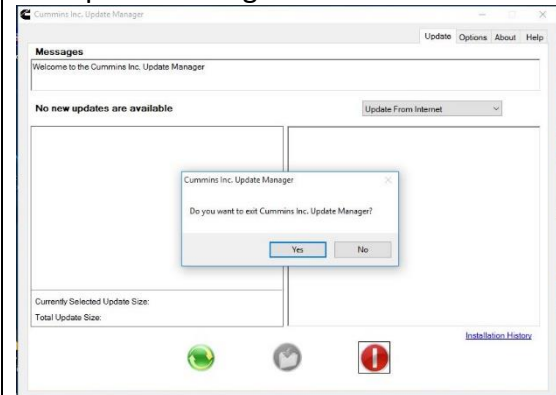 Cummins Inc. Update Manager
Update Options About Help
Messages
Welcome to the Cummins Inc. Update Manager
No new updates are available
Update From Internet
Cummins Inc. Update Manager
Do you want to exit Cummins Inc. Update Manager?
Yes No
Currently Selected Update Size:
Total Update Size:
Installation History